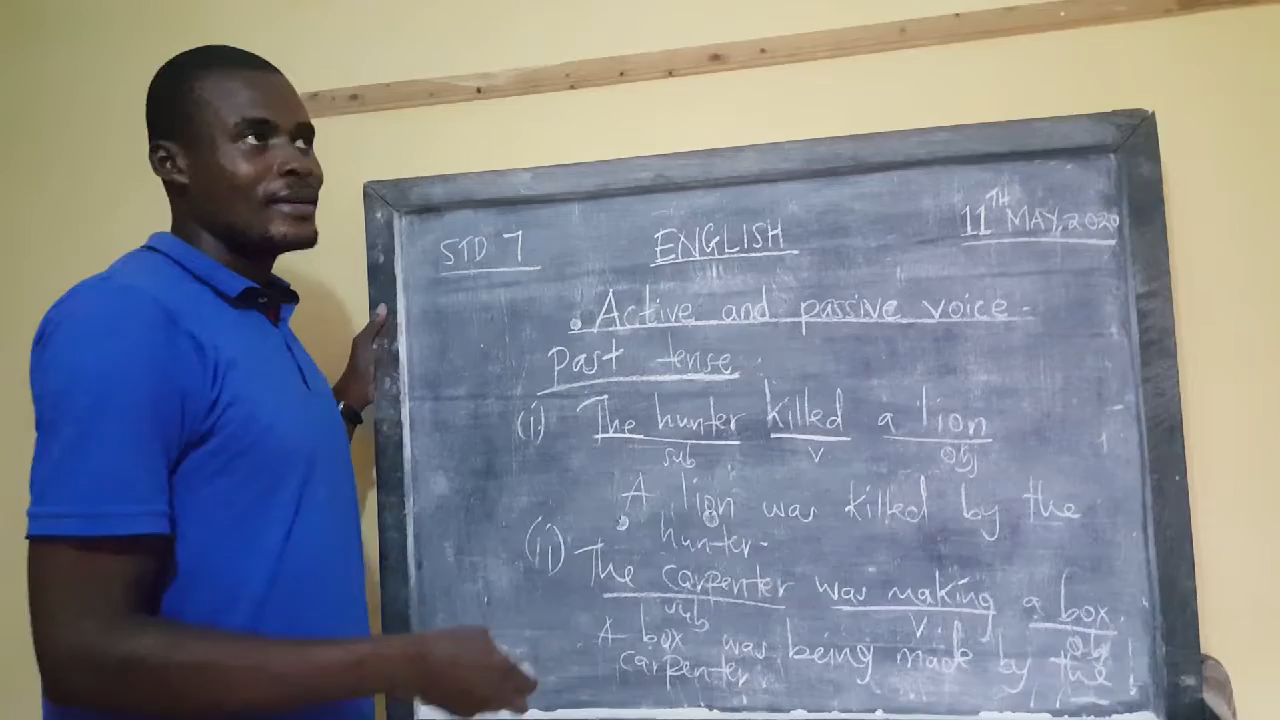 STD 7 ENGLISH 11TH MAY, 2020
. Active and passive voice -
Past tense.
(i) The hunter killed a lion
sub v obj
A lion was killed by the
hunter.
(ii) The carpenter was making a box.
sub v obj
A box was being made by the
carpenter.